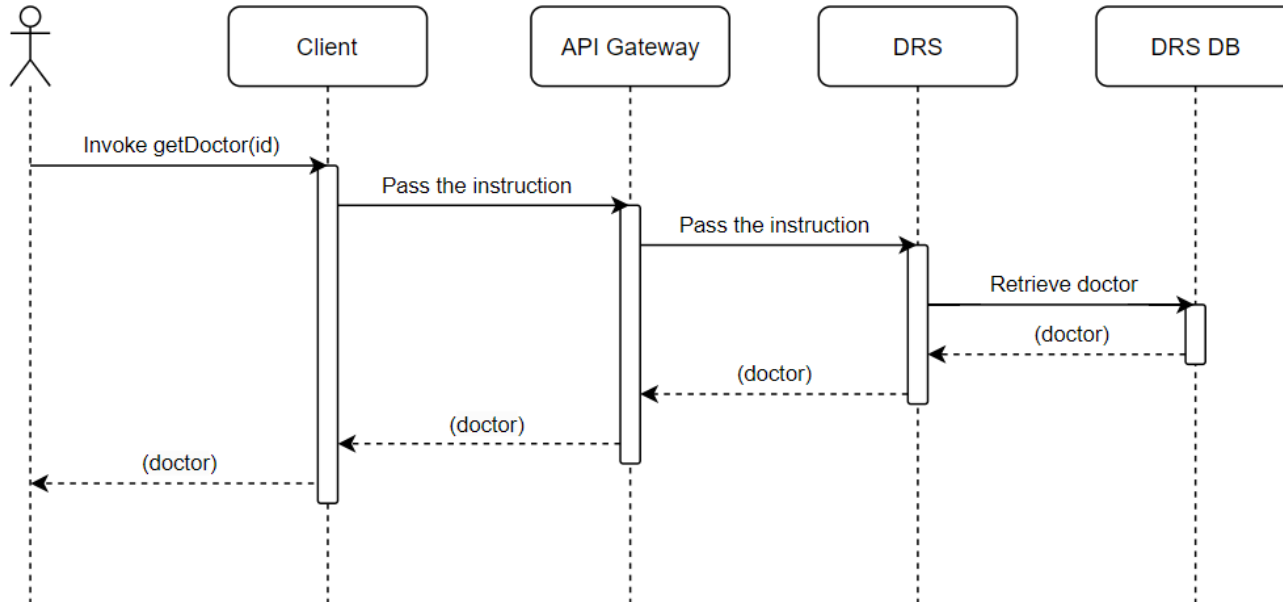 Client
API Gateway
DRS
DRS DB
Invoke getDoctor(id)
Pass the instruction
Pass the instruction
Retrieve doctor
(doctor)
(doctor)
(doctor)
(doctor)